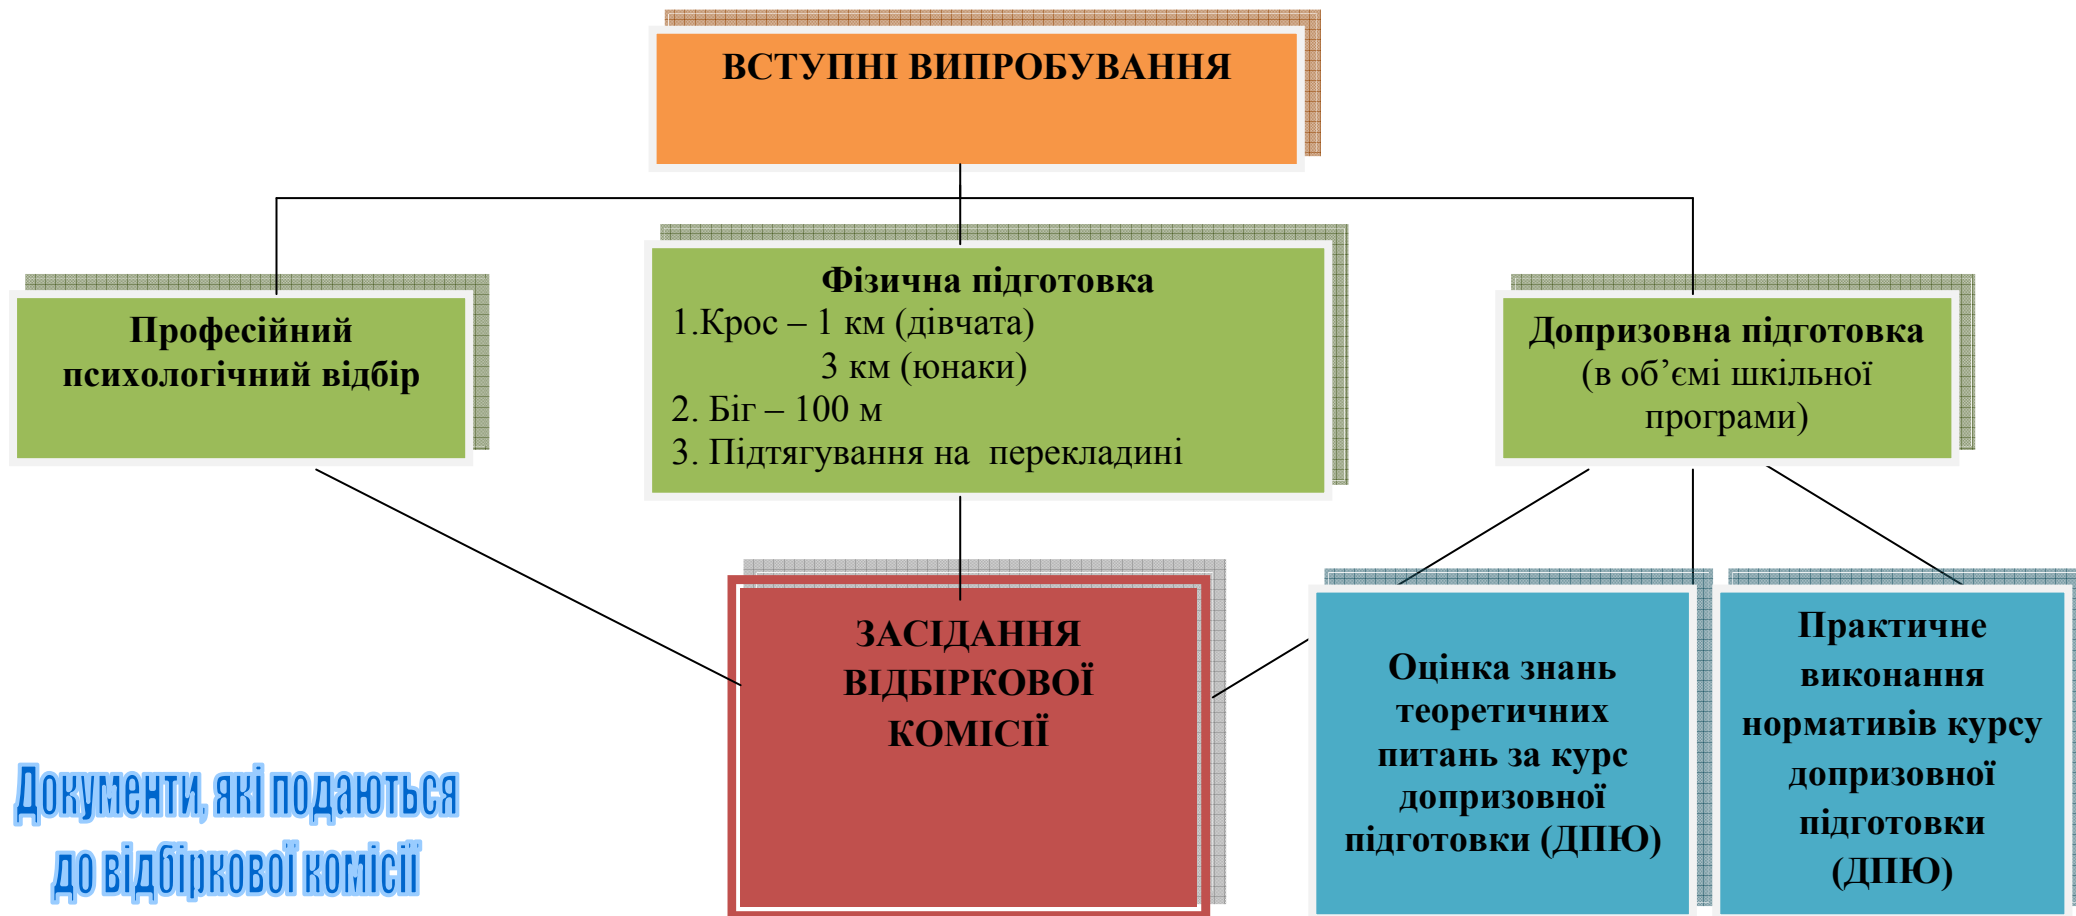 ВСТУПНІ ВИПРОБУВАННЯ
Професійний
психологічний відбір
Фізична підготовка
1.Крос – 1 км (дівчата)
3 км (юнаки)
2. Біг – 100 м
3. Підтягування на перекладині
Допризовна підготовка
(в об’ємі шкільної
програми)
ЗАСІДАННЯ
ВІДБІРКОВОЇ
КОМІСІЇ
Оцінка знань
теоретичних
питань за курс
допризовної
підготовки (ДПЮ)
Практичне
виконання
нормативів курсу
допризовної
підготовки
(ДПЮ)
Документи, які подаються
до відбіркової комісії